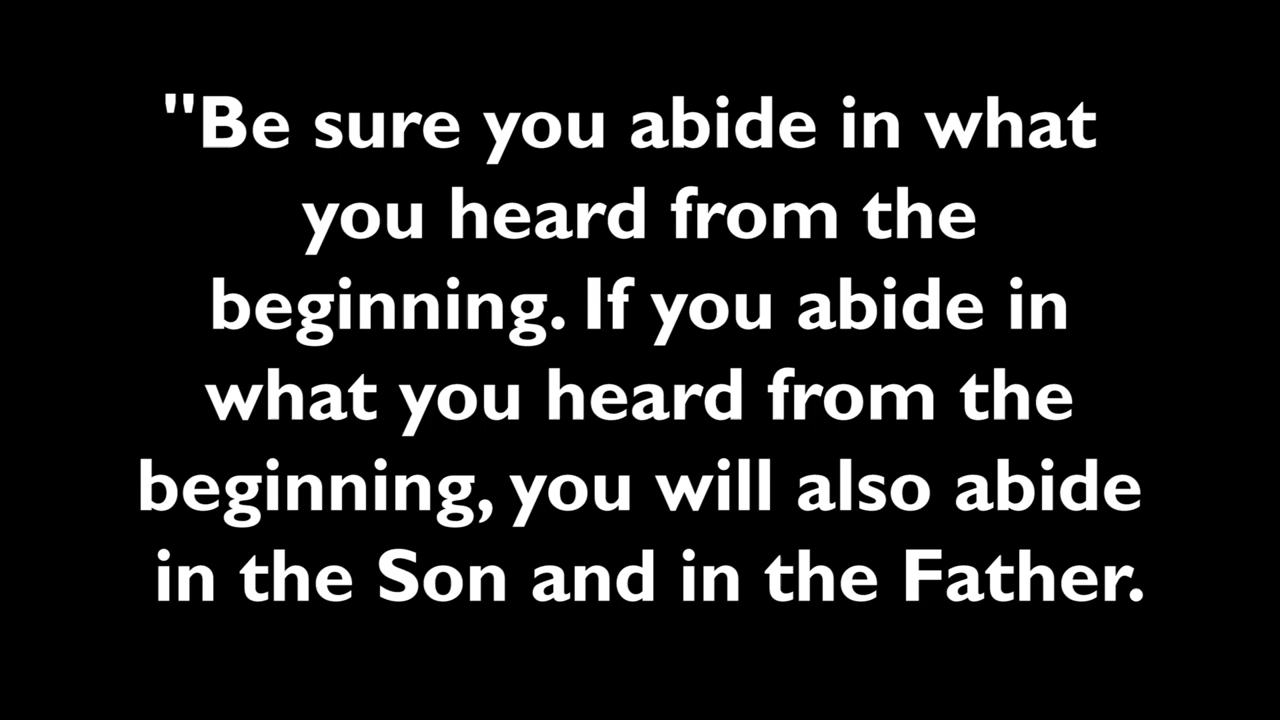 "Be sure you abide in what
you heard from the
beginning. If you abide in
what you heard from the
beginning, you will also abide
in the Son and in the Father.